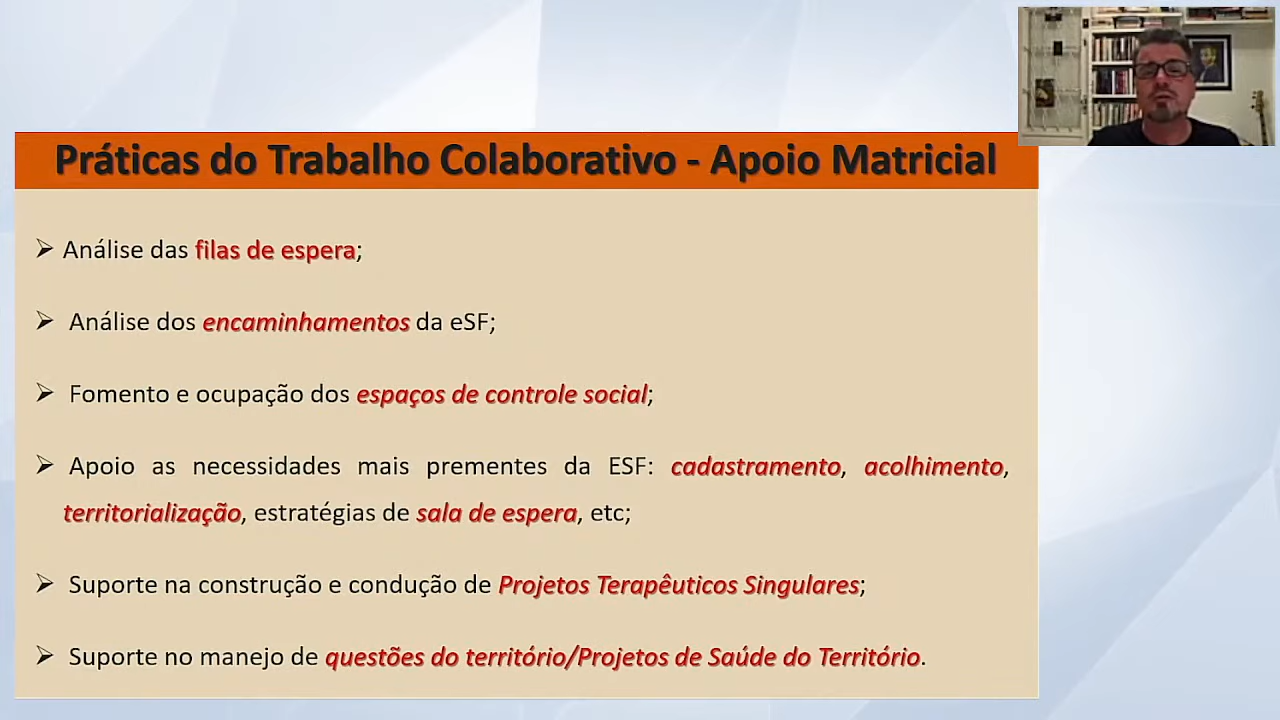 Práticas do Trabalho Colaborativo - Apoio Matricial
➢ Análise das filas de espera;
➢ Análise dos encaminhamentos da eSF;
➢ Fomento e ocupação dos espaços de controle social;
➢ Apoio as necessidades mais prementes da ESF: cadastramento, acolhimento,
territorialização, estratégias de sala de espera, etc;
➢ Suporte na construção e condução de Projetos Terapêuticos Singulares;
➢ Suporte no manejo de questões do território/Projetos de Saúde do Território.